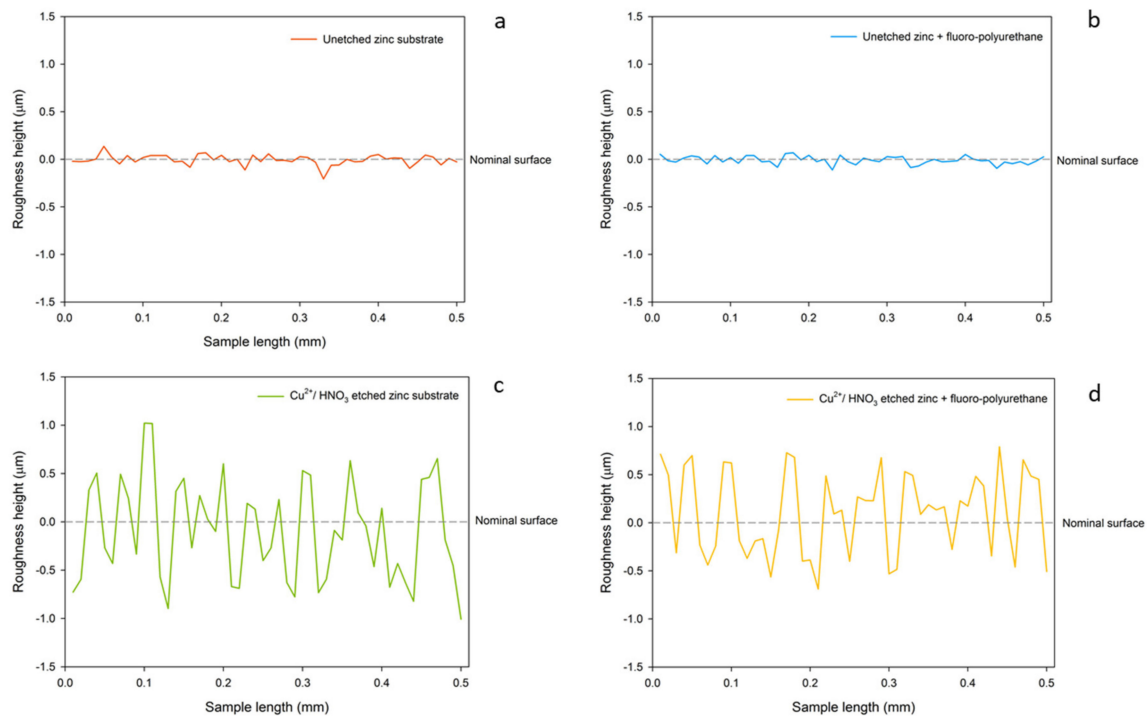 a
Unetched zinc substrate
1.5
1.0
0.5
0.0
-0.5
-1.0
-1.5
Roughness height (μm)
Nominal surface
0.0 0.1 0.2 0.3 0.4 0.5
Sample length (mm)
b
Unetched zinc + fluoro-polyurethane
1.5
1.0
0.5
0.0
-0.5
-1.0
-1.5
Roughness height (μm)
Nominal surface
0.0 0.1 0.2 0.3 0.4 0.5
Sample length (mm)
c
Cu²⁺/ HNO₃ etched zinc substrate
1.5
1.0
0.5
0.0
-0.5
-1.0
-1.5
Roughness height (μm)
Nominal surface
0.0 0.1 0.2 0.3 0.4 0.5
Sample length (mm)
d
Cu²⁺/ HNO₃ etched zinc + fluoro-polyurethane
1.5
1.0
0.5
0.0
-0.5
-1.0
-1.5
Roughness height (μm)
Nominal surface
0.0 0.1 0.2 0.3 0.4 0.5
Sample length (mm)